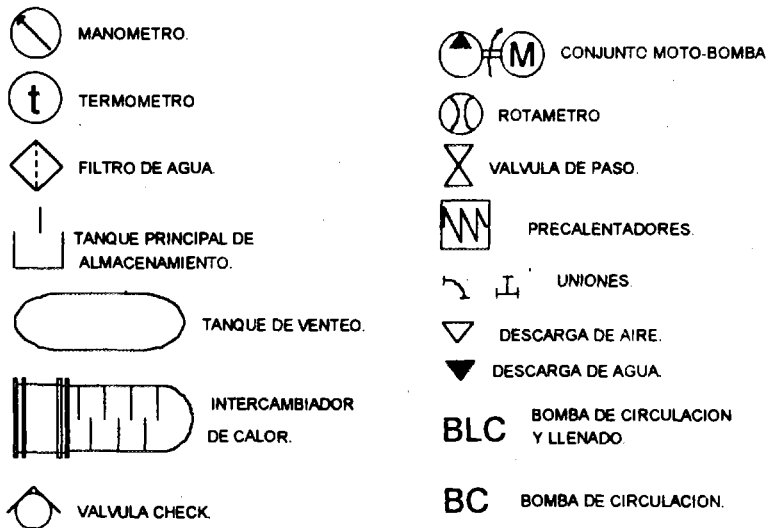 MANOMETRO.
t
TERMOMETRO
FILTRO DE AGUA.
TANQUE PRINCIPAL DE
ALMACENAMIENTO.
TANQUE DE VENTEO.
INTERCAMBIADOR
DE CALOR.
VALVULA CHECK.
M
CONJUNTO MOTO-BOMBA
ROTAMETRO
VALVULA DE PASO.
PRECALENTADORES.
UNIONES.
DESCARGA DE AIRE.
DESCARGA DE AGUA.
BLC
BOMBA DE CIRCULACION
Y LLENADO.
BC
BOMBA DE CIRCULACION.